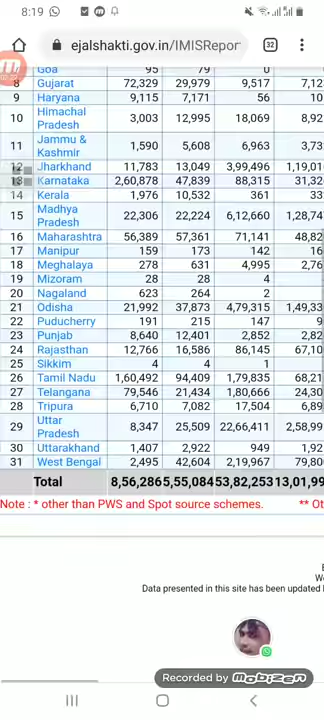 8:19
ejalshakti.gov.in/IMISRepor
32
Goa 95 79 0
8 Gujarat 72,329 29,979 9,517 7,12
9 Haryana 9,115 7,171 56 10
10 Himachal Pradesh 3,003 12,995 18,069 8,92
11 Jammu & Kashmir 1,590 5,608 6,963 3,73
12 Jharkhand 11,783 13,049 3,99,496 1,19,01
13 Karnataka 2,60,878 47,839 88,315 31,32
14 Kerala 1,976 10,532 361 33
15 Madhya Pradesh 22,306 22,224 6,12,660 1,28,74
16 Maharashtra 56,389 57,361 71,141 48,82
17 Manipur 159 173 142 16
18 Meghalaya 278 631 4,995 2,76
19 Mizoram 28 28 4
20 Nagaland 623 264 2
21 Odisha 21,992 37,873 4,79,315 1,49,33
22 Puducherry 191 215 147 9
23 Punjab 8,640 12,401 2,852 2,82
24 Rajasthan 12,766 16,586 86,145 67,10
25 Sikkim 4 4 1
26 Tamil Nadu 1,60,492 94,409 1,79,835 68,21
27 Telangana 79,546 21,434 1,80,666 24,30
28 Tripura 6,710 7,082 17,504 6,89
29 Uttar Pradesh 8,347 25,509 22,66,411 2,58,99
30 Uttarakhand 1,407 2,922 949 1,92
31 West Bengal 2,495 42,604 2,19,967 79,80
Total 8,56,286 5,55,084 53,82,253 13,01,99
Note : * other than PWS and Spot source schemes. ** Ot
Data presented in this site has been updated
Recorded by mobizen